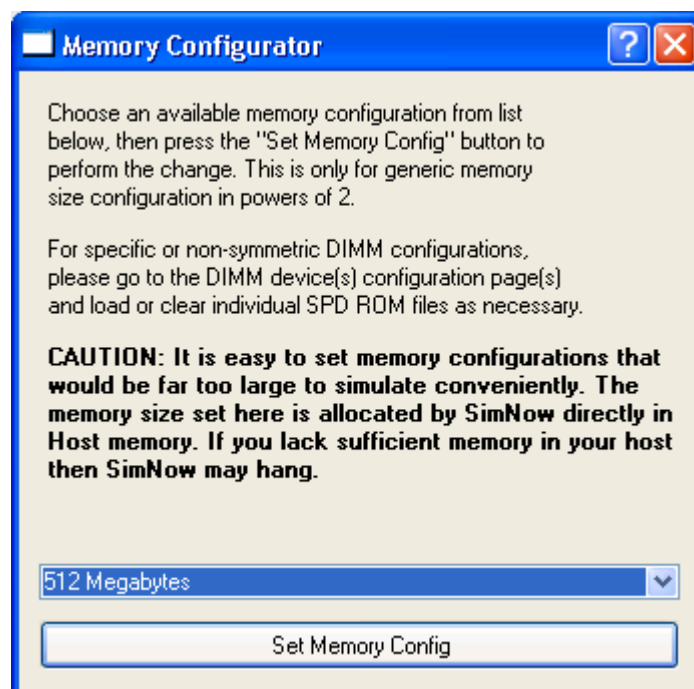 Memory Configurator
Choose an available memory configuration from list
below, then press the "Set Memory Config" button to
perform the change. This is only for generic memory
size configuration in powers of 2.
For specific or non-symmetric DIMM configurations,
please go to the DIMM device(s) configuration page(s)
and load or clear individual SPD ROM files as necessary.
CAUTION: It is easy to set memory configurations that
would be far too large to simulate conveniently. The
memory size set here is allocated by SimNow directly in
Host memory. If you lack sufficient memory in your host
then SimNow may hang.
512 Megabytes
Set Memory Config